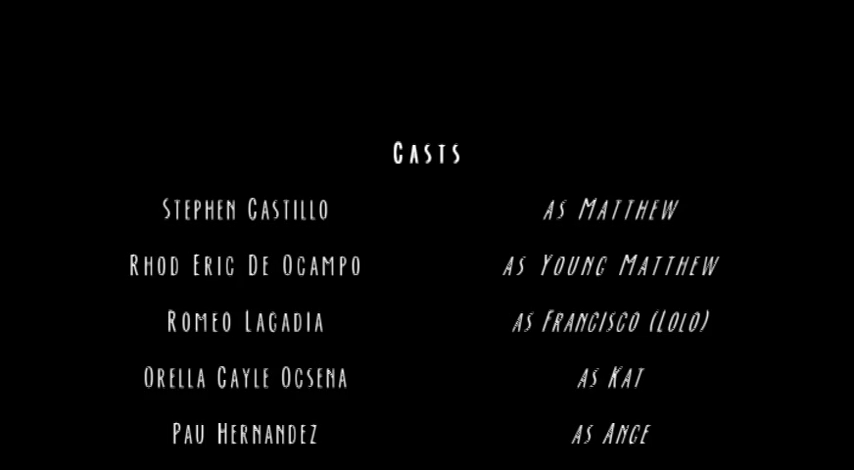 Casts
Stephen Castillo as Matthew
Rhod Eric De Ocampo as Young Matthew
Romeo Lagadia as Francisco (Lolo)
Orella Gayle Ocsena as Kat
Pau Hernandez as Ange